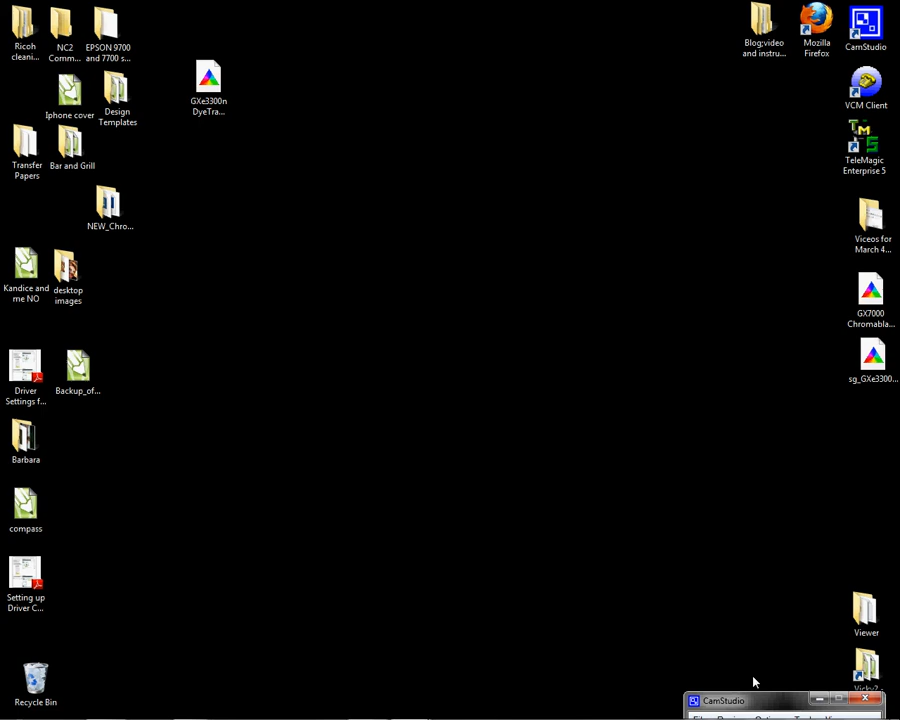 Ricoh
cleani...
NC2
Comm...
EPSON 9700
and 7700 s...
GXe3300n
DyeTra...
Iphone cover
Design
Templates
Transfer
Papers
Bar and Grill
NEW_Chro...
Kandice and
me NO
desktop
images
Driver
Settings f...
Backup_of...
Barbara
compass
Setting up
Driver C...
Recycle Bin
Blog;video
and instru...
Mozilla
Firefox
CamStudio
VCM Client
TM
S
TeleMagic
Enterprise 5
Viceos for
March 4...
GX7000
Chromabla...
sg_GXe3300...
Viewer
CamStudio